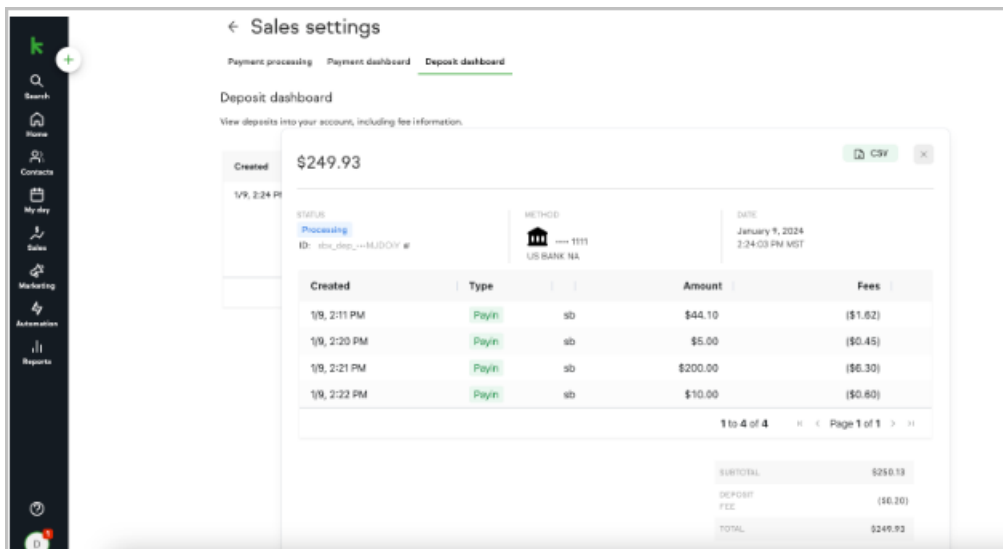 ← Sales settings
Payment processing Payment dashboard Deposit dashboard
Deposit dashboard
View deposits into your account, including fee information.
k
+
Search
Home
Contacts
My day
Sales
Marketing
Automation
Reports
D
Created
1/9, 2:24 PM
$249.93
CSV ×
STATUS METHOD DATE
Processing ---- 1111 January 9, 2024
ID: US BANK NA 2:24:03 PM MST
Created Type Amount Fees
1/9, 2:11 PM Payin sb $44.10 ($1.62)
1/9, 2:20 PM Payin sb $5.00 ($0.45)
1/9, 2:21 PM Payin sb $200.00 ($6.30)
1/9, 2:22 PM Payin sb $10.00 ($0.60)
1 to 4 of 4 Page 1 of 1
SUBTOTAL $250.13
DEPOSIT FEE ($0.20)
TOTAL $249.93